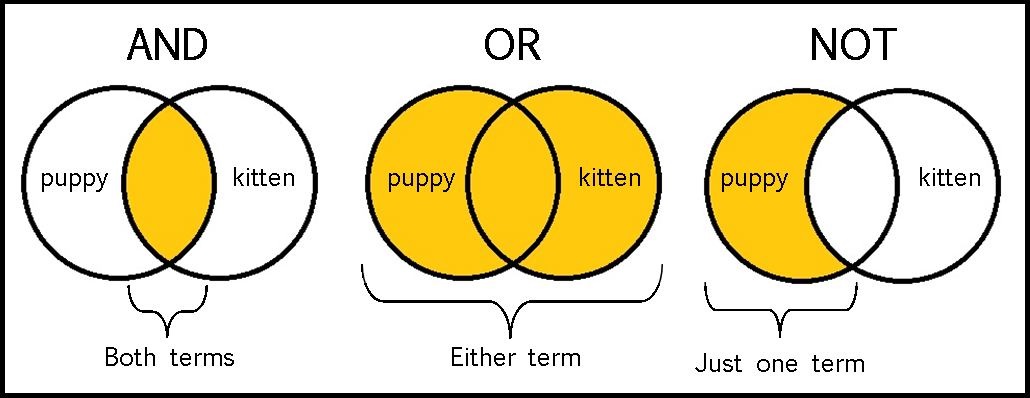 AND
puppy
kitten
Both terms
OR
puppy
kitten
Either term
NOT
puppy
kitten
Just one term